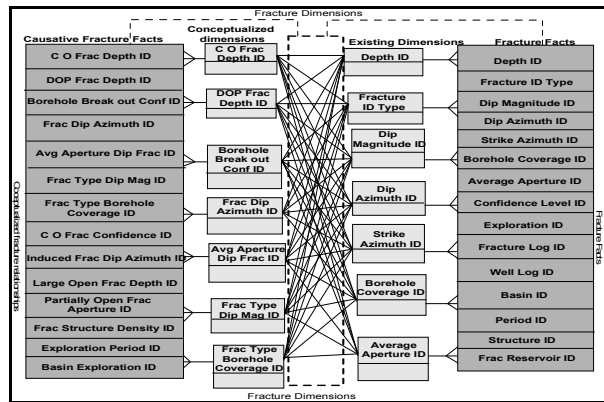 Fracture Dimensions
Causative Fracture Facts
Conceptualized
dimensions
Existing Dimensions
Fracture Facts
C O Frac Depth ID
DOP Frac Depth ID
Borehole Break out Conf ID
Frac Dip Azimuth ID
Avg Aperture Dip Frac ID
Frac Type Dip Mag ID
Frac Type Borehole
Coverage ID
C O Frac Confidence ID
Induced Frac Dip Azimuth ID
Large Open Frac Depth ID
Partially Open Frac
Aperture ID
Frac Structure Density ID
Exploration Period ID
Basin Exploration ID
Conceptualized fracture relationships
C O Frac
Depth ID
DOP Frac
Depth ID
Borehole
Break out
Conf ID
Frac Dip
Azimuth ID
Avg Aperture
Dip Frac ID
Frac Type
Dip Mag ID
Frac Type
Borehole
Coverage ID
Depth ID
Fracture
ID Type
Dip
Magnitude ID
Dip
Azimuth ID
Strike
Azimuth ID
Borehole
Coverage ID
Average
Aperture ID
Depth ID
Fracture ID Type
Dip Magnitude ID
Dip Azimuth ID
Strike Azimuth ID
Borehole Coverage ID
Average Aperture ID
Confidence Level ID
Exploration ID
Fracture Log ID
Well Log ID
Basin ID
Period ID
Structure ID
Frac Reservoir ID
Fracture Facts
Fracture Dimensions